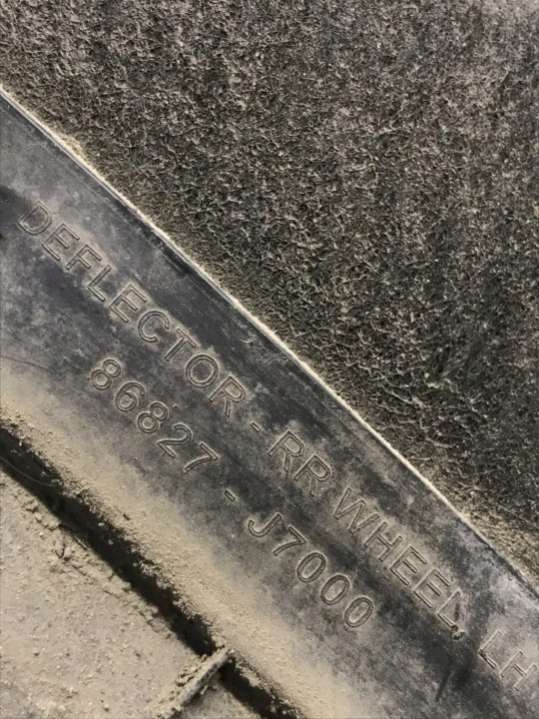 DEFLECTOR - RR WHEEL, LH
86827 - J7000